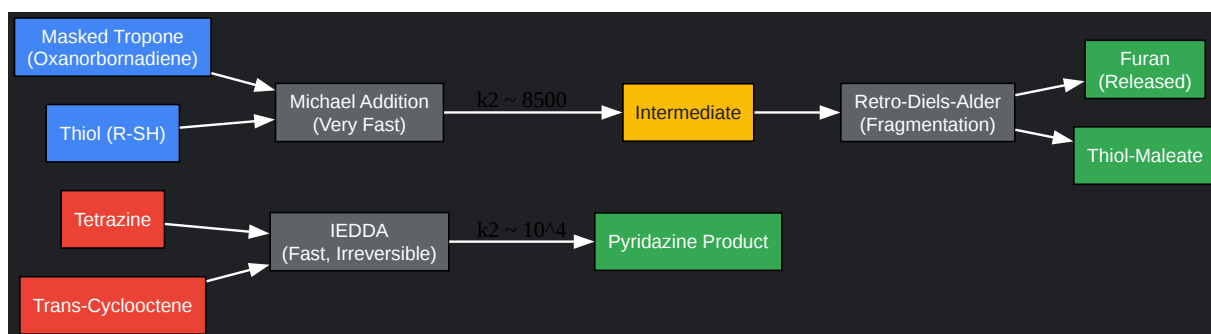 Masked Tropone
(Oxanorbornadiene)
Thiol (R-SH)
Michael Addition
(Very Fast)
k2 ~ 8500
Intermediate
Retro-Diels-Alder
(Fragmentation)
Furan
(Released)
Thiol-Maleate
Tetrazine
Trans-Cyclooctene
IEDDA
(Fast, Irreversible)
k2 ~ 10^4
Pyridazine Product